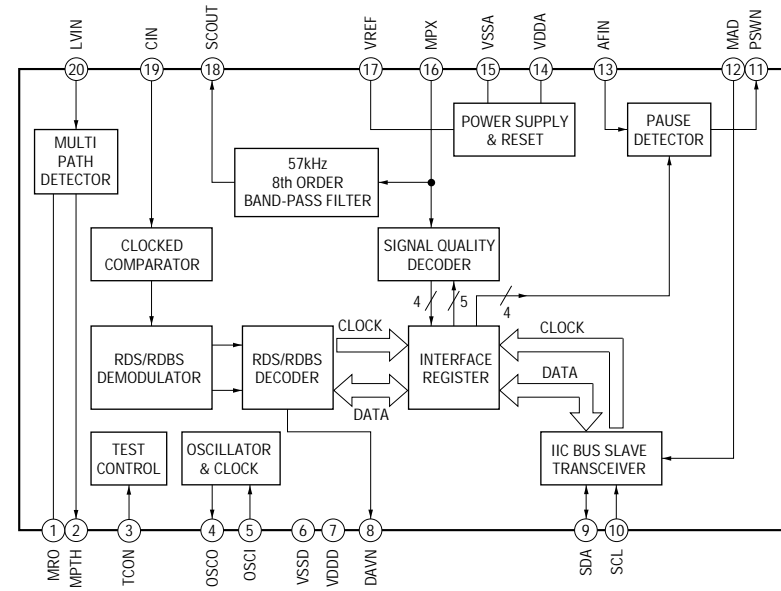 LVIN
CIN
SCOUT
VREF
MPX
VSSA
VDDA
AFIN
MAD
PSWN
20
19
18
17
16
15
14
13
12
11
MULTI
PATH
DETECTOR
57kHz
8th ORDER
BAND-PASS FILTER
POWER SUPPLY
& RESET
PAUSE
DETECTOR
CLOCKED
COMPARATOR
SIGNAL QUALITY
DECODER
4
5
4
RDS/RDBS
DEMODULATOR
RDS/RDBS
DECODER
CLOCK
DATA
INTERFACE
REGISTER
CLOCK
DATA
TEST
CONTROL
OSCILLATOR
& CLOCK
IIC BUS SLAVE
TRANSCEIVER
1
2
3
4
5
6
7
8
9
10
MRO
MPTH
TCON
OSCO
OSCI
VSSD
VDDD
DAVN
SDA
SCL